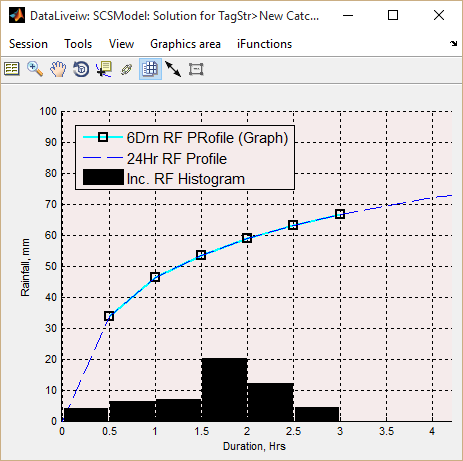 DataLiveiw: SCSModel: Solution for TagStr>New Catc...
Session Tools View Graphics area iFunctions
100
90
80
70
60
50
40
30
20
10
0
Rainfall, mm
6Drn RF PRofile (Graph)
24Hr RF Profile
Inc. RF Histogram
0 0.5 1 1.5 2 2.5 3 3.5 4
Duration, Hrs